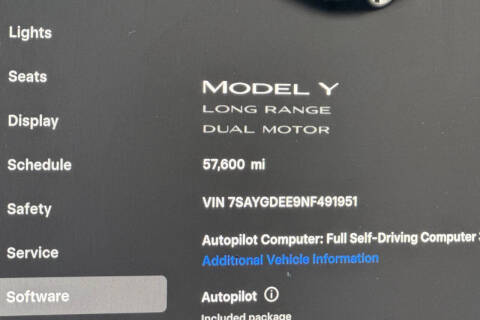 Lights
Seats
Display
Schedule
Safety
Service
Software
MODEL Y
LONG RANGE
DUAL MOTOR
57,600 mi
VIN 7SAYGDEE9NF491951
Autopilot Computer: Full Self-Driving Computer
Additional Vehicle Information
Autopilot
Included package